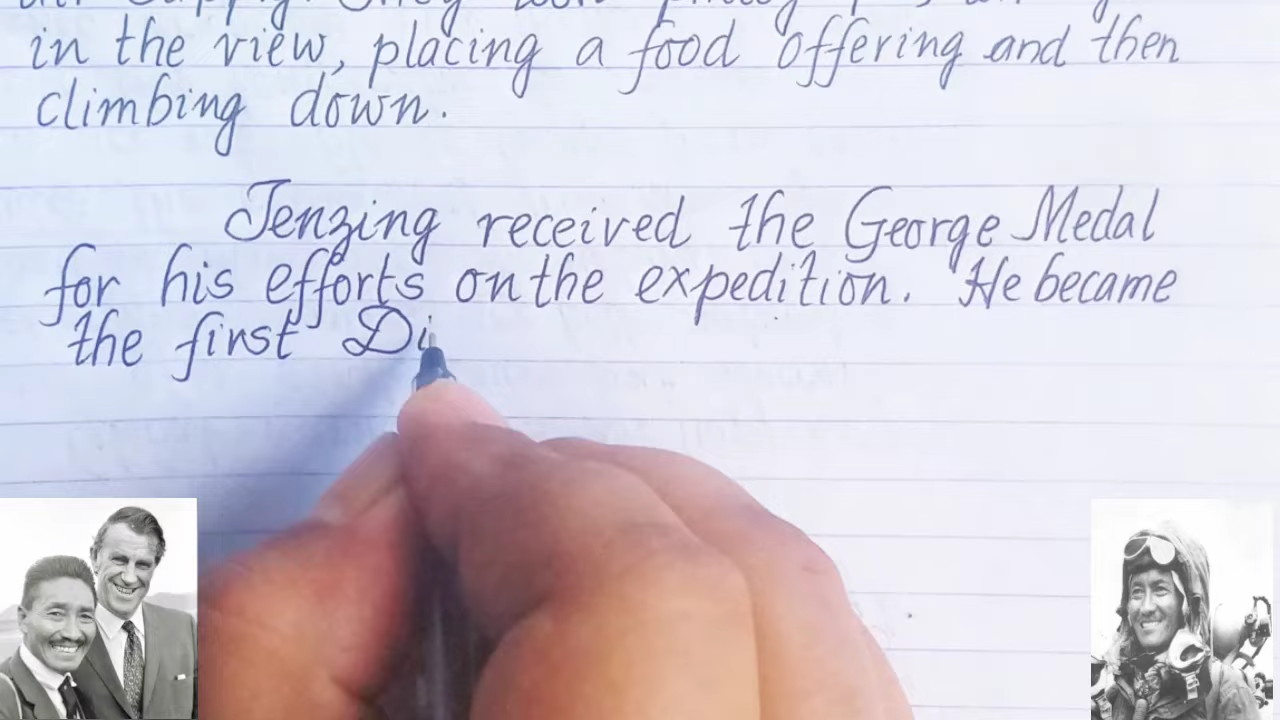 in the view, placing a food offering and then
climbing down.
Tenzing received the George Medal
for his efforts on the expedition. He became
the first Di